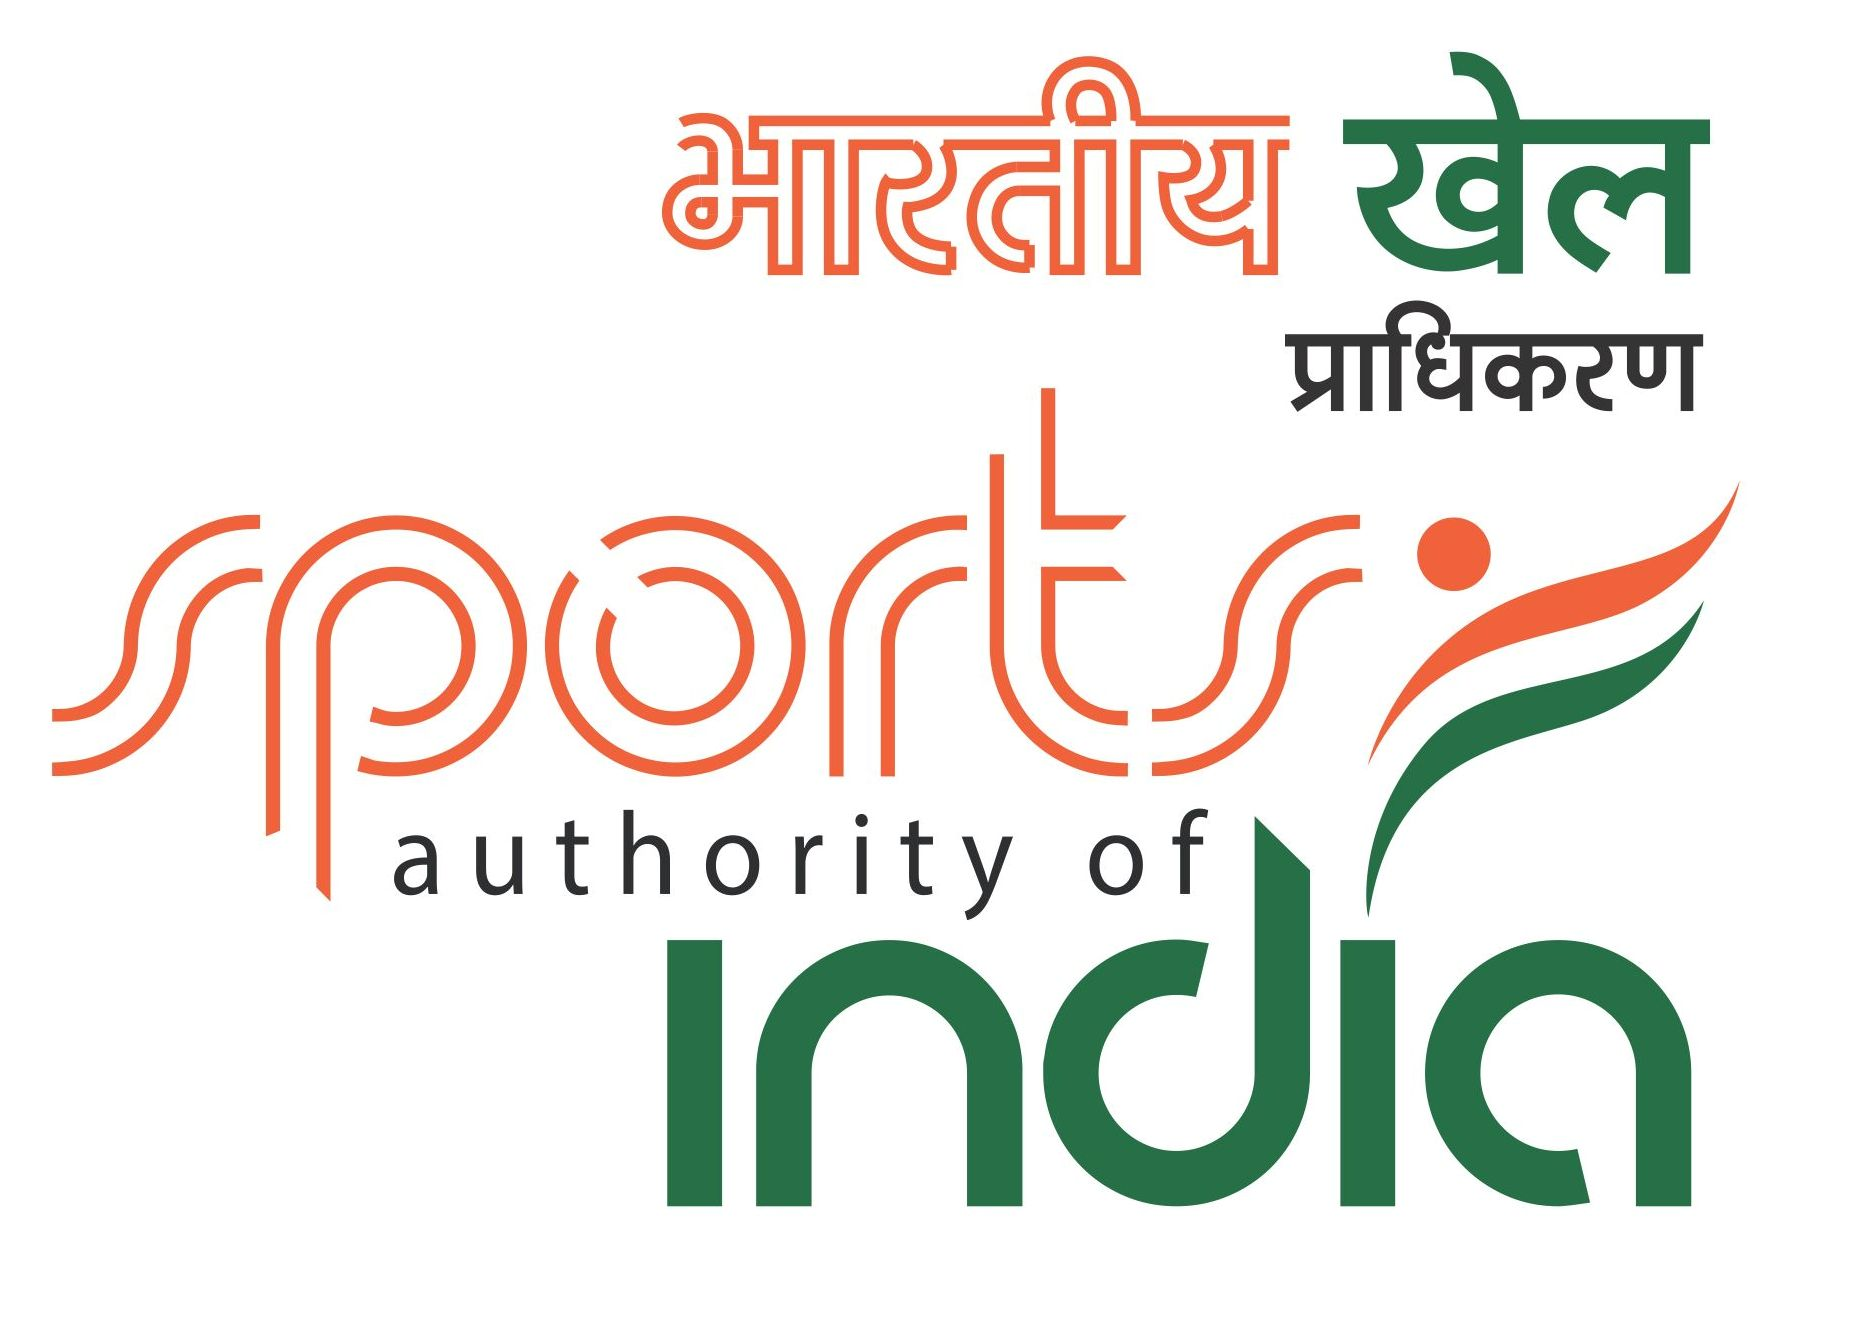 भारतीय खेल
प्राधिकरण
sports
authority of
india